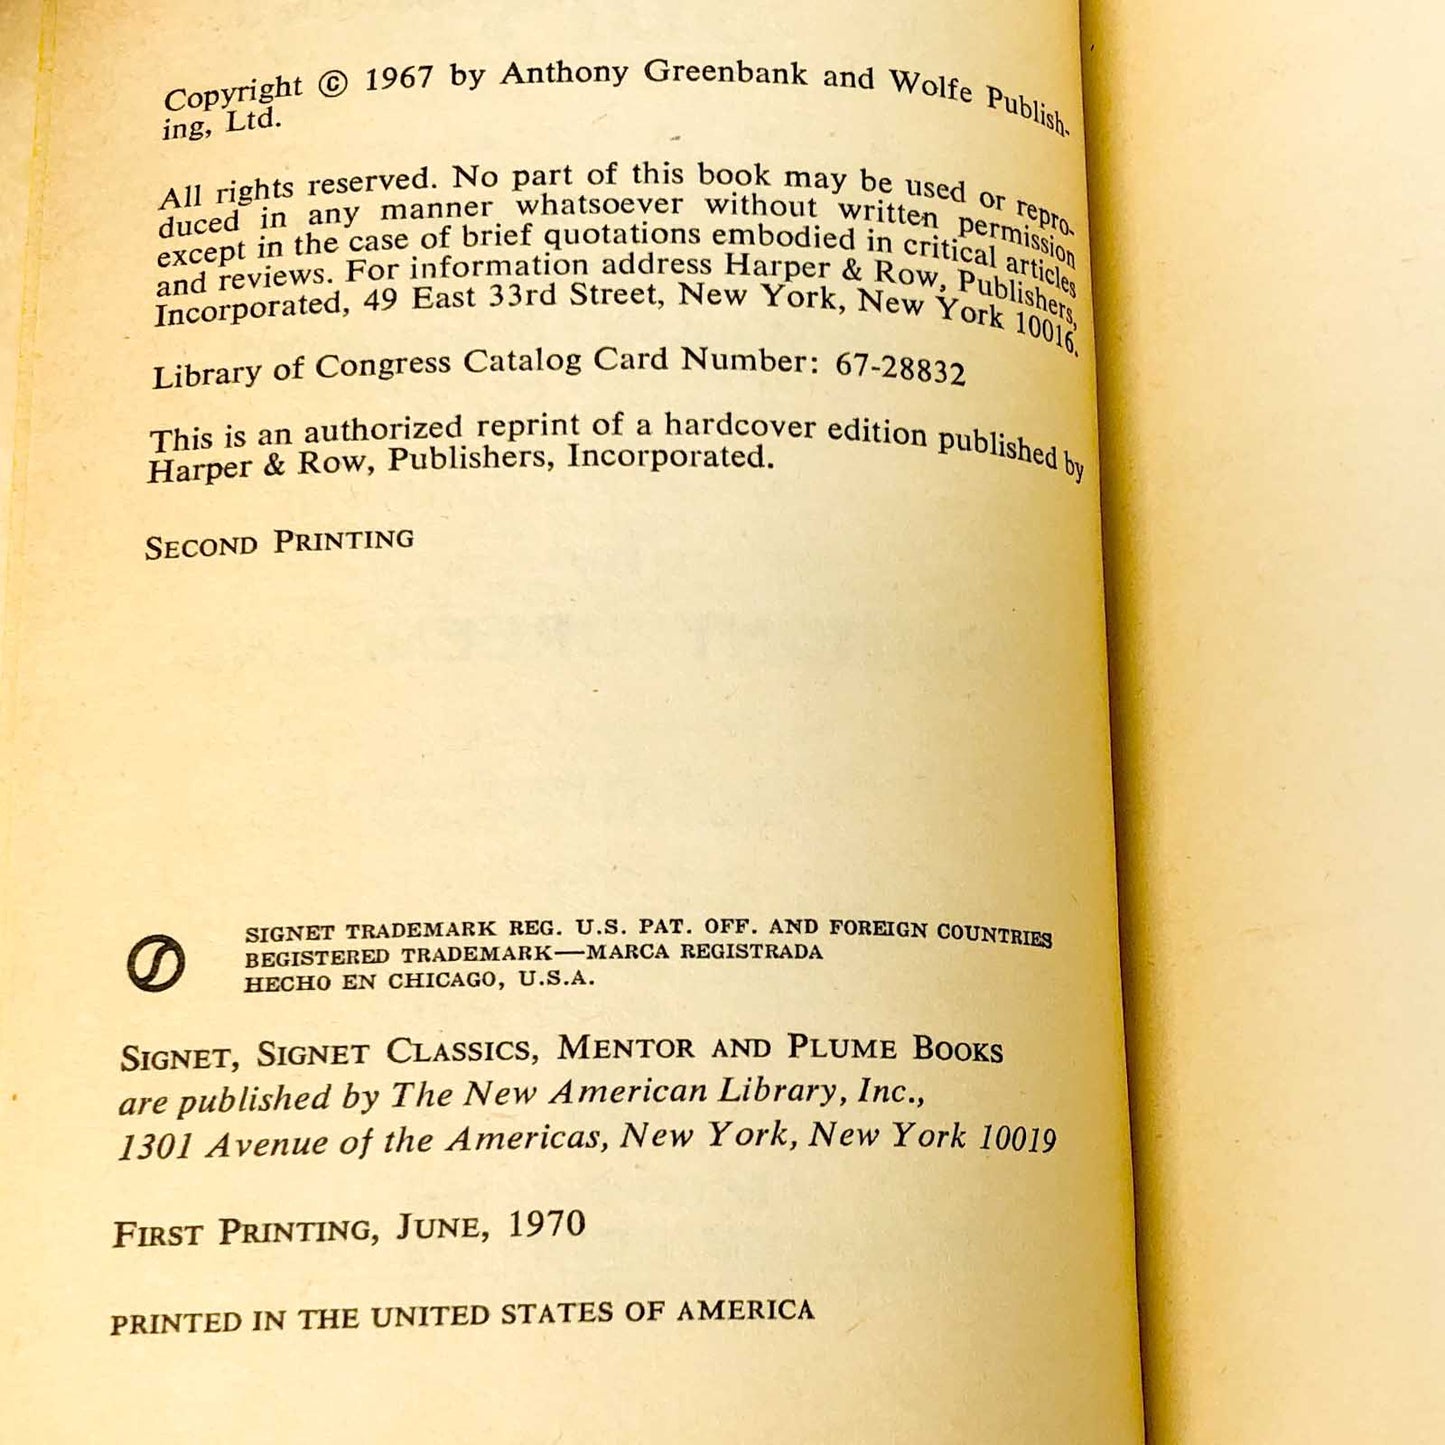 Copyright © 1967 by Anthony Greenbank and Wolfe Publish-
ing, Ltd.
All rights reserved. No part of this book may be used or repro-
duced in any manner whatsoever without written permission
except in the case of brief quotations embodied in critical articles
and reviews. For information address Harper & Row, Publishers,
Incorporated, 49 East 33rd Street, New York, New York 10016.
Library of Congress Catalog Card Number: 67-28832
This is an authorized reprint of a hardcover edition published by
Harper & Row, Publishers, Incorporated.
SECOND PRINTING
SIGNET TRADEMARK REG. U.S. PAT. OFF. AND FOREIGN COUNTRIES
BEGISTERED TRADEMARK—MARCA REGISTRADA
HECHO EN CHICAGO, U.S.A.
SIGNET, SIGNET CLASSICS, MENTOR AND PLUME BOOKS
are published by The New American Library, Inc.,
1301 Avenue of the Americas, New York, New York 10019
FIRST PRINTING, JUNE, 1970
PRINTED IN THE UNITED STATES OF AMERICA